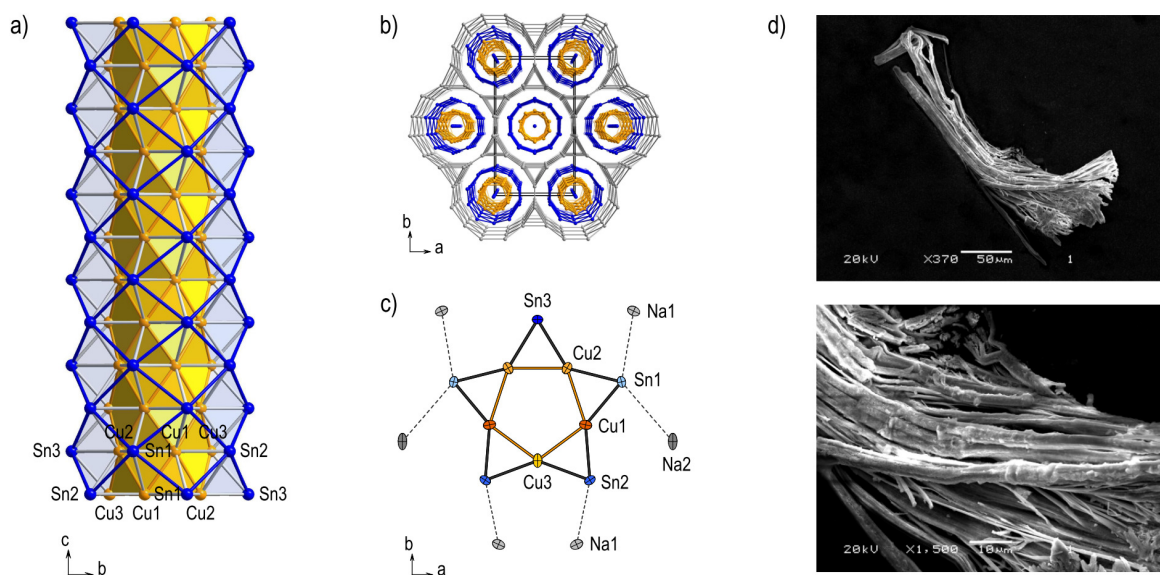 a)
Cu2
Cu1
Cu3
Sn3
Sn1
Sn2
Sn2
Sn1
Sn3
Cu3
Cu1
Cu2
c
b
b)
b
a
c)
Sn3
Na1
Cu2
Sn1
Cu1
Na2
Cu3
Sn2
Na1
b
a
d)
20kV X370 50µm 1
20kV X1,500 10µm 1